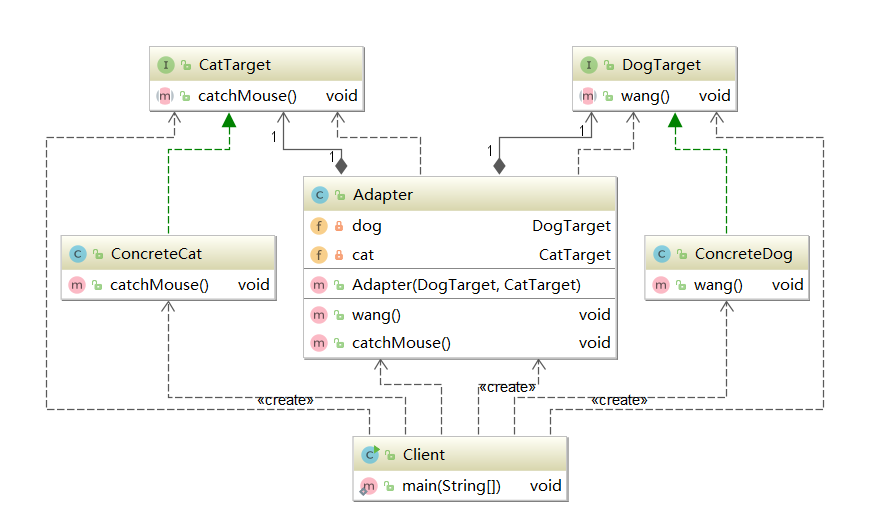 I CatTarget
m catchMouse() void
I DogTarget
m wang() void
1
1
1
1
C Adapter
f dog DogTarget
f cat CatTarget
m Adapter(DogTarget, CatTarget)
m wang() void
m catchMouse() void
C ConcreteCat
m catchMouse() void
C ConcreteDog
m wang() void
«create»
«create»
«create»
C Client
m main(String[]) void